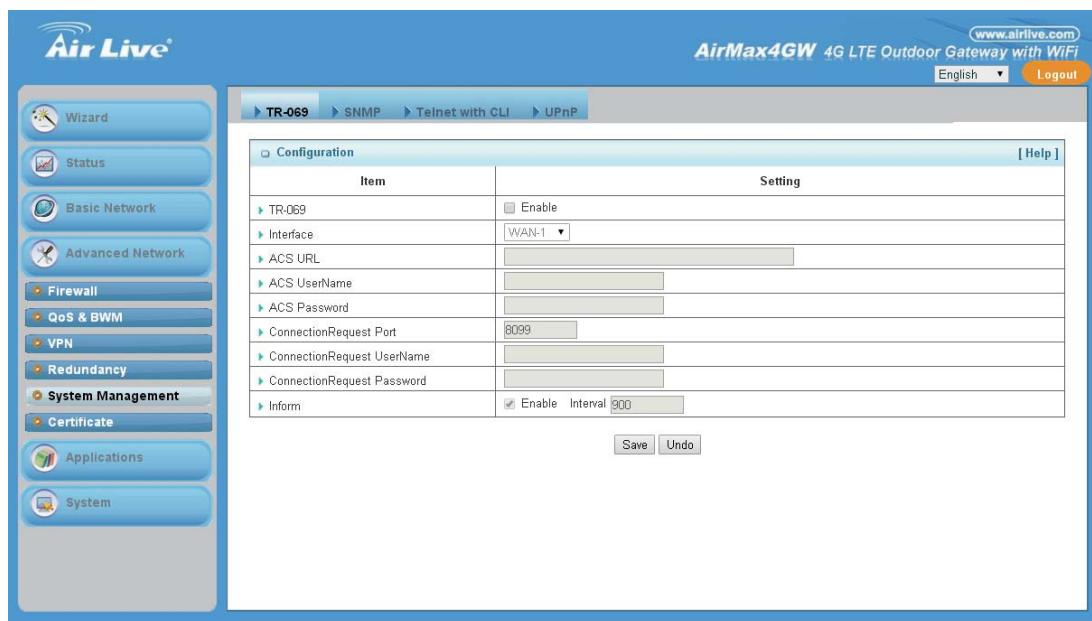 Air Live
www.airlive.com
AirMax4GW 4G LTE Outdoor Gateway with WiFi
English Logout
Wizard
Status
Basic Network
Advanced Network
Firewall
QoS & BWM
VPN
Redundancy
System Management
Certificate
Applications
System
TR-069 SNMP Telnet with CLI UPnP
Configuration [ Help ]
Item Setting
TR-069 Enable
Interface WAN-1
ACS URL
ACS UserName
ACS Password
ConnectionRequest Port 8099
ConnectionRequest UserName
ConnectionRequest Password
Inform Enable Interval 900
Save Undo